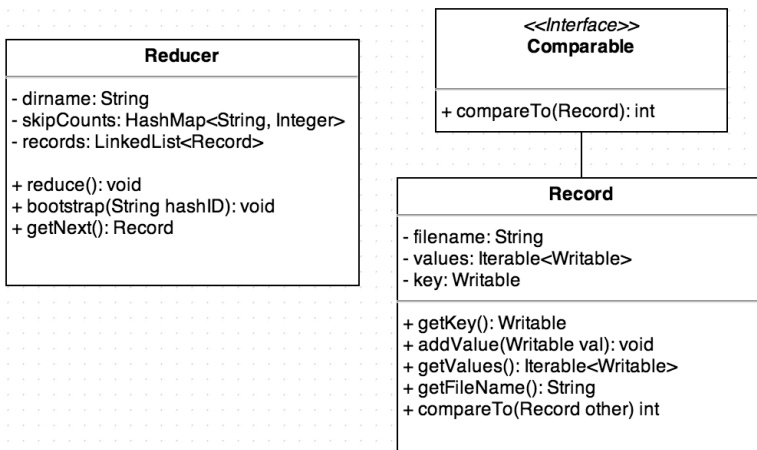 Reducer
- dirname: String
- skipCounts: HashMap<String, Integer>
- records: LinkedList<Record>
+ reduce(): void
+ bootstrap(String hashID): void
+ getNext(): Record
<<Interface>>
Comparable
+ compareTo(Record): int
Record
- filename: String
- values: Iterable<Writable>
- key: Writable
+ getKey(): Writable
+ addValue(Writable val): void
+ getValues(): Iterable<Writable>
+ getFileName(): String
+ compareTo(Record other) int